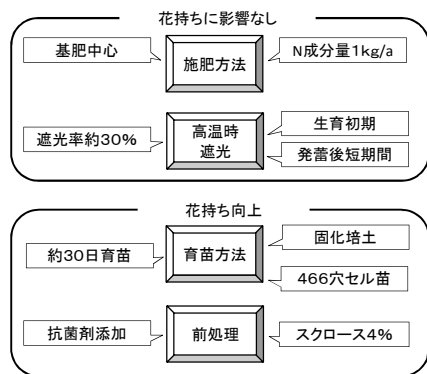 花持ちに影響なし
基肥中心
施肥方法
N成分量1kg/a
遮光率約30%
高温時
遮光
生育初期
発蕾後短期間
花持ち向上
約30日育苗
育苗方法
固化培土
466穴セル苗
抗菌剤添加
前処理
スクロース4%